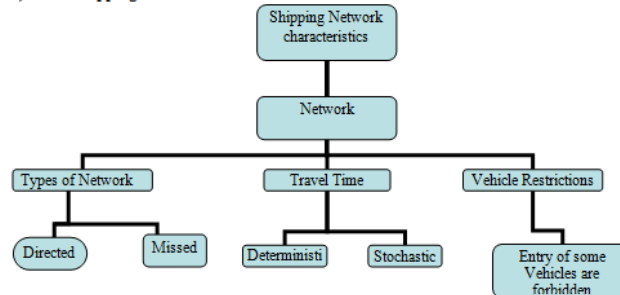 Shipping Network
characteristics
Network
Types of Network
Travel Time
Vehicle Restrictions
Directed
Missed
Deterministi
Stochastic
Entry of some
Vehicles are
forbidden